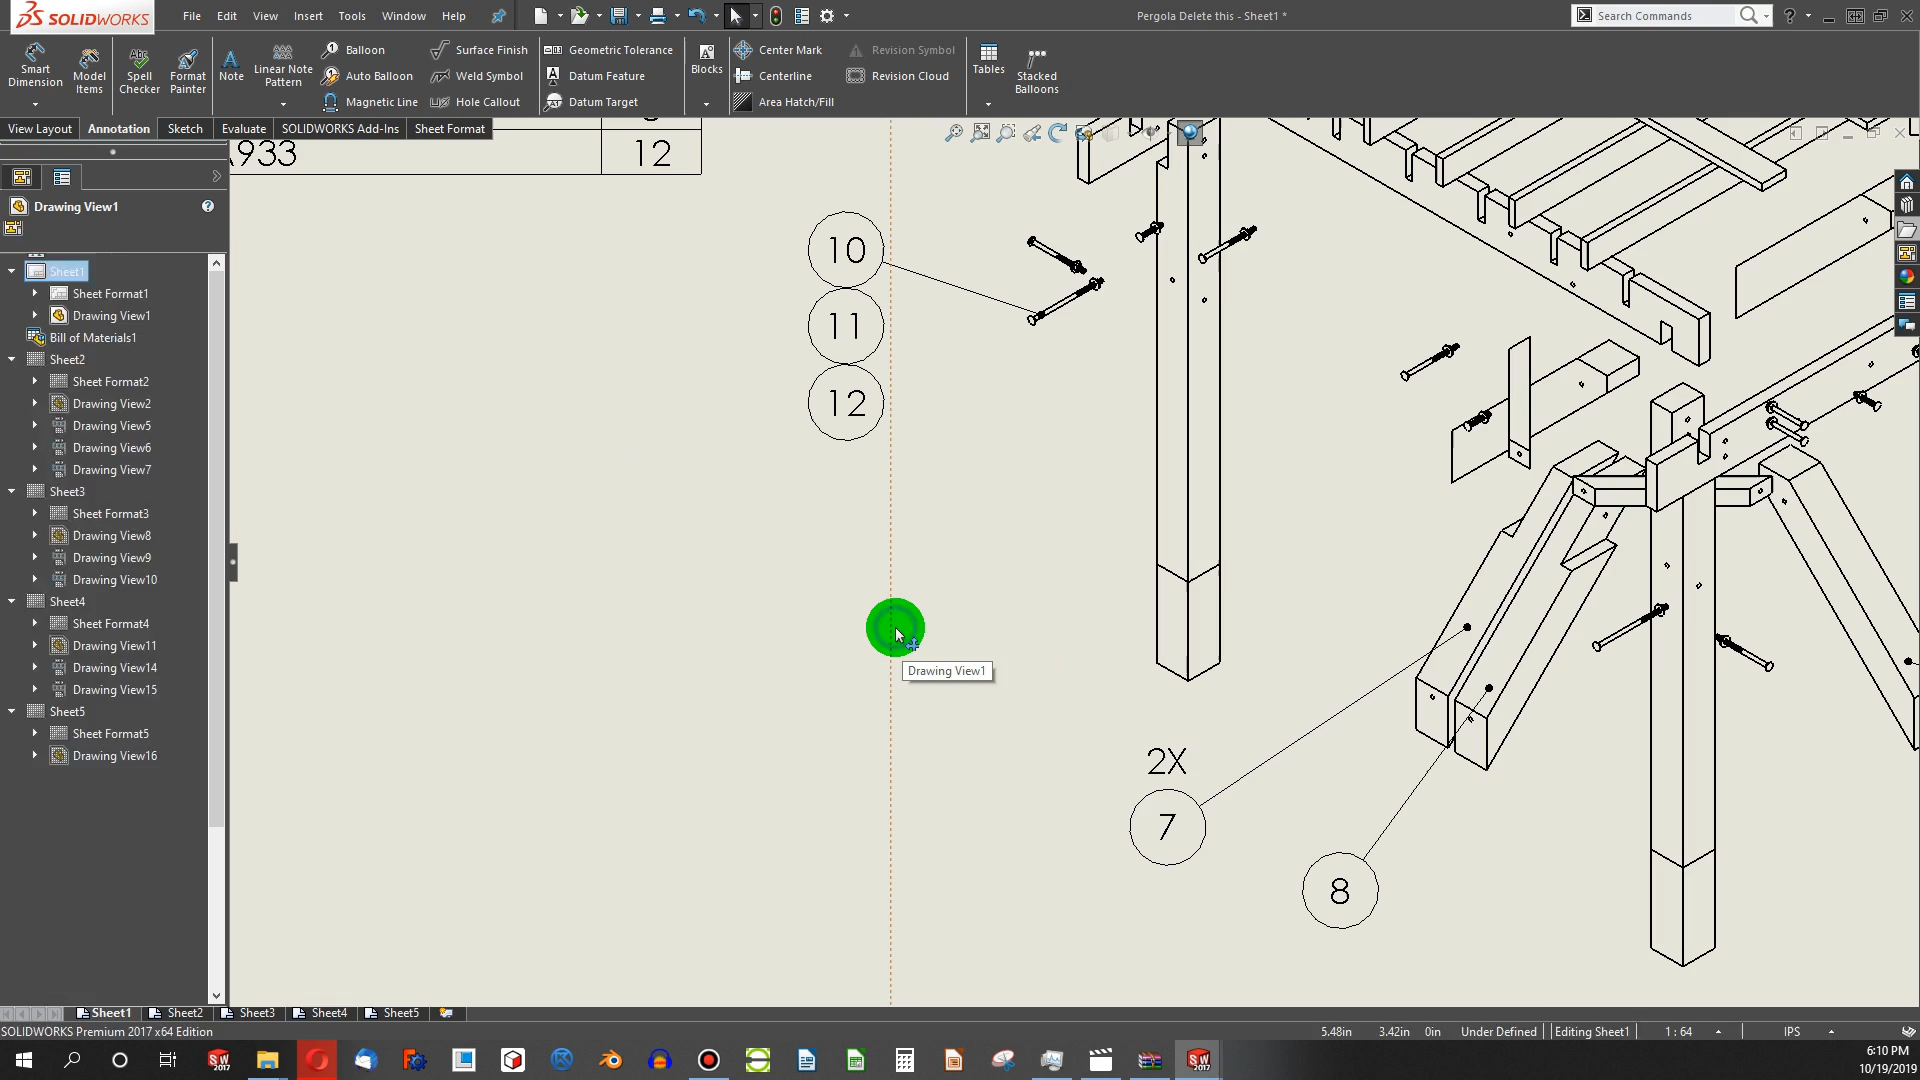 SOLIDWORKS File Edit View Insert Tools Window Help Pergola Delete this - Sheet1 * Search Commands ?
Smart Dimension
Model Items
Spell Checker
Format Painter
Note
Linear Note Pattern
Balloon
Auto Balloon
Magnetic Line
Surface Finish
Weld Symbol
Hole Callout
Geometric Tolerance
Datum Feature
Datum Target
Blocks
Center Mark
Centerline
Area Hatch/Fill
Revision Symbol
Revision Cloud
Tables
Stacked Balloons
View Layout Annotation Sketch Evaluate SOLIDWORKS Add-Ins Sheet Format
A933 12
Drawing View1
Sheet1
Sheet Format1
Drawing View1
Bill of Materials1
Sheet2
Sheet Format2
Drawing View2
Drawing View5
Drawing View6
Drawing View7
Sheet3
Sheet Format3
Drawing View8
Drawing View9
Drawing View10
Sheet4
Sheet Format4
Drawing View11
Drawing View14
Drawing View15
Sheet5
Sheet Format5
Drawing View16
10
11
12
Drawing View1
2X
7
8
Sheet1 Sheet2 Sheet3 Sheet4 Sheet5
SOLIDWORKS Premium 2017 x64 Edition 5.48in 3.42in 0in Under Defined Editing Sheet1 1 : 64 IPS
6:10 PM
10/19/2019